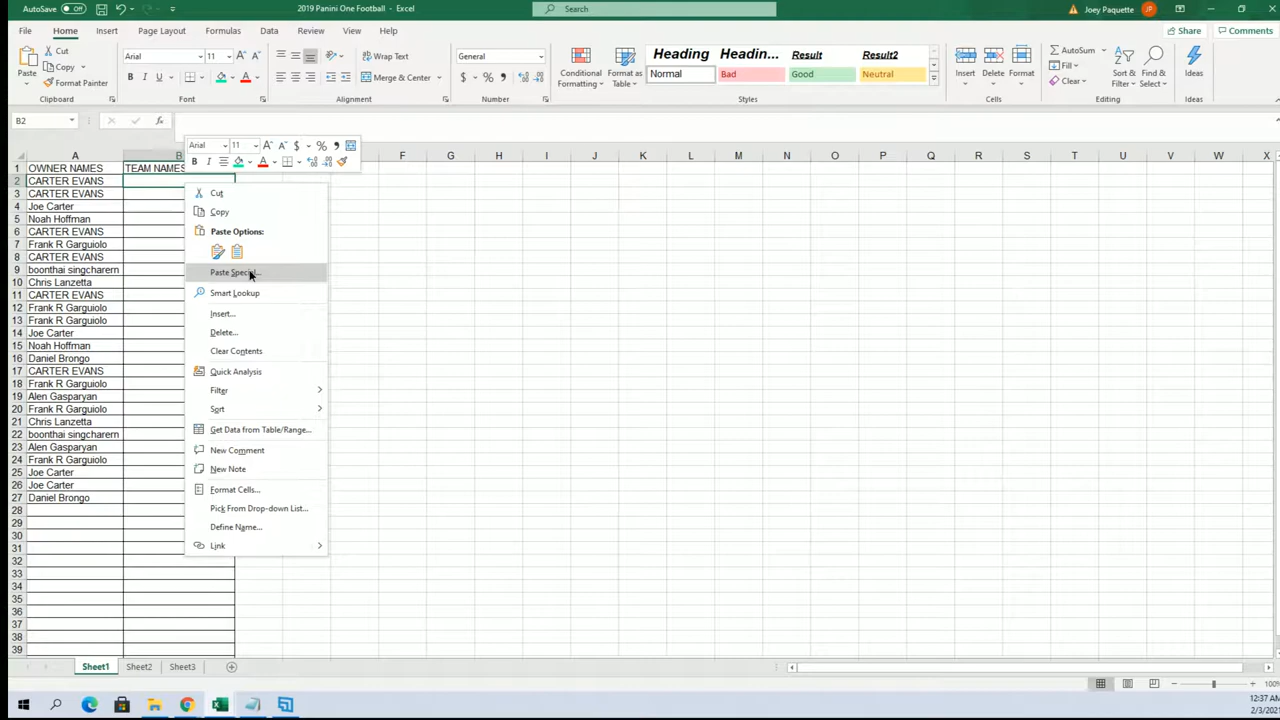 AutoSave Off 2019 Panini One Football - Excel Search Joey Paquette JP
File Home Insert Page Layout Formulas Data Review View Help Share Comments
Paste Cut Copy Format Painter Clipboard
Arial 11 B I U Font
Wrap Text Merge & Center Alignment
General $ % Number
Conditional Formatting Format as Table Heading Headin... Result Result2 Normal Bad Good Neutral Styles
Insert Delete Format Cells
AutoSum Fill Clear Sort & Filter Find & Select Editing
Ideas Ideas
B2 fx
Arial 11 $ %
B I
A B F G H I J K L M N O P Q R S T U V W X
1 OWNER NAMES TEAM NAMES
2 CARTER EVANS
3 CARTER EVANS
4 Joe Carter
5 Noah Hoffman
6 CARTER EVANS
7 Frank R Garguiolo
8 CARTER EVANS
9 boonthai singcharern
10 Chris Lanzetta
11 CARTER EVANS
12 Frank R Garguiolo
13 Frank R Garguiolo
14 Joe Carter
15 Noah Hoffman
16 Daniel Brongo
17 CARTER EVANS
18 Frank R Garguiolo
19 Alen Gasparyan
20 Frank R Garguiolo
21 Chris Lanzetta
22 boonthai singcharern
23 Alen Gasparyan
24 Frank R Garguiolo
25 Joe Carter
26 Joe Carter
27 Daniel Brongo
28
29
30
31
32
33
34
35
36
37
38
39
Cut
Copy
Paste Options:
Paste Special...
Smart Lookup
Insert...
Delete...
Clear Contents
Quick Analysis
Filter
Sort
Get Data from Table/Range...
New Comment
New Note
Format Cells...
Pick From Drop-down List...
Define Name...
Link
Sheet1 Sheet2 Sheet3
100%
12:37 AM